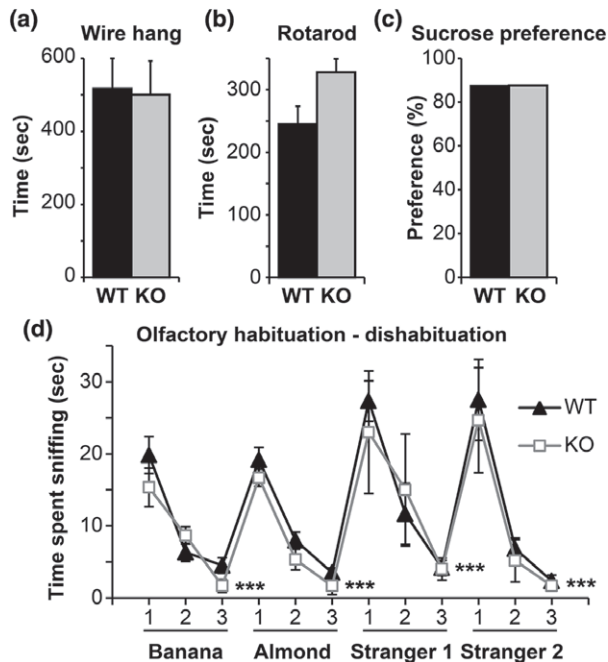 (a) Wire hang
600
400
200
0
Time (sec)
WT KO
(b) Rotarod
300
200
100
0
Time (sec)
WT KO
(c) Sucrose preference
100
80
60
40
20
0
Preference (%)
WT KO
(d) Olfactory habituation - dishabituation
30
20
10
0
Time spent sniffing (sec)
WT
KO
*** *** *** ***
1 2 3 1 2 3 1 2 3 1 2 3
Banana Almond Stranger 1 Stranger 2